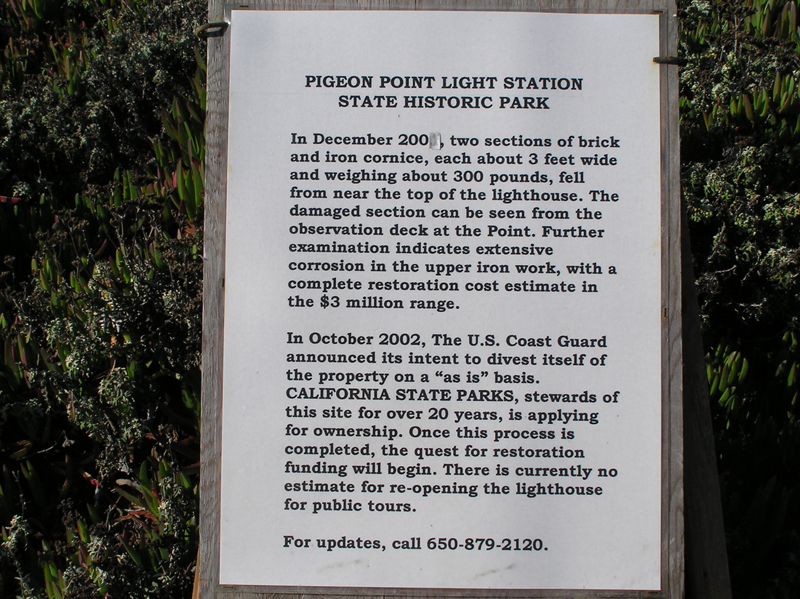 PIGEON POINT LIGHT STATION
STATE HISTORIC PARK
In December 200 , two sections of brick
and iron cornice, each about 3 feet wide
and weighing about 300 pounds, fell
from near the top of the lighthouse. The
damaged section can be seen from the
observation deck at the Point. Further
examination indicates extensive
corrosion in the upper iron work, with a
complete restoration cost estimate in
the $3 million range.
In October 2002, The U.S. Coast Guard
announced its intent to divest itself of
the property on a “as is” basis.
CALIFORNIA STATE PARKS, stewards of
this site for over 20 years, is applying
for ownership. Once this process is
completed, the quest for restoration
funding will begin. There is currently no
estimate for re-opening the lighthouse
for public tours.
For updates, call 650-879-2120.